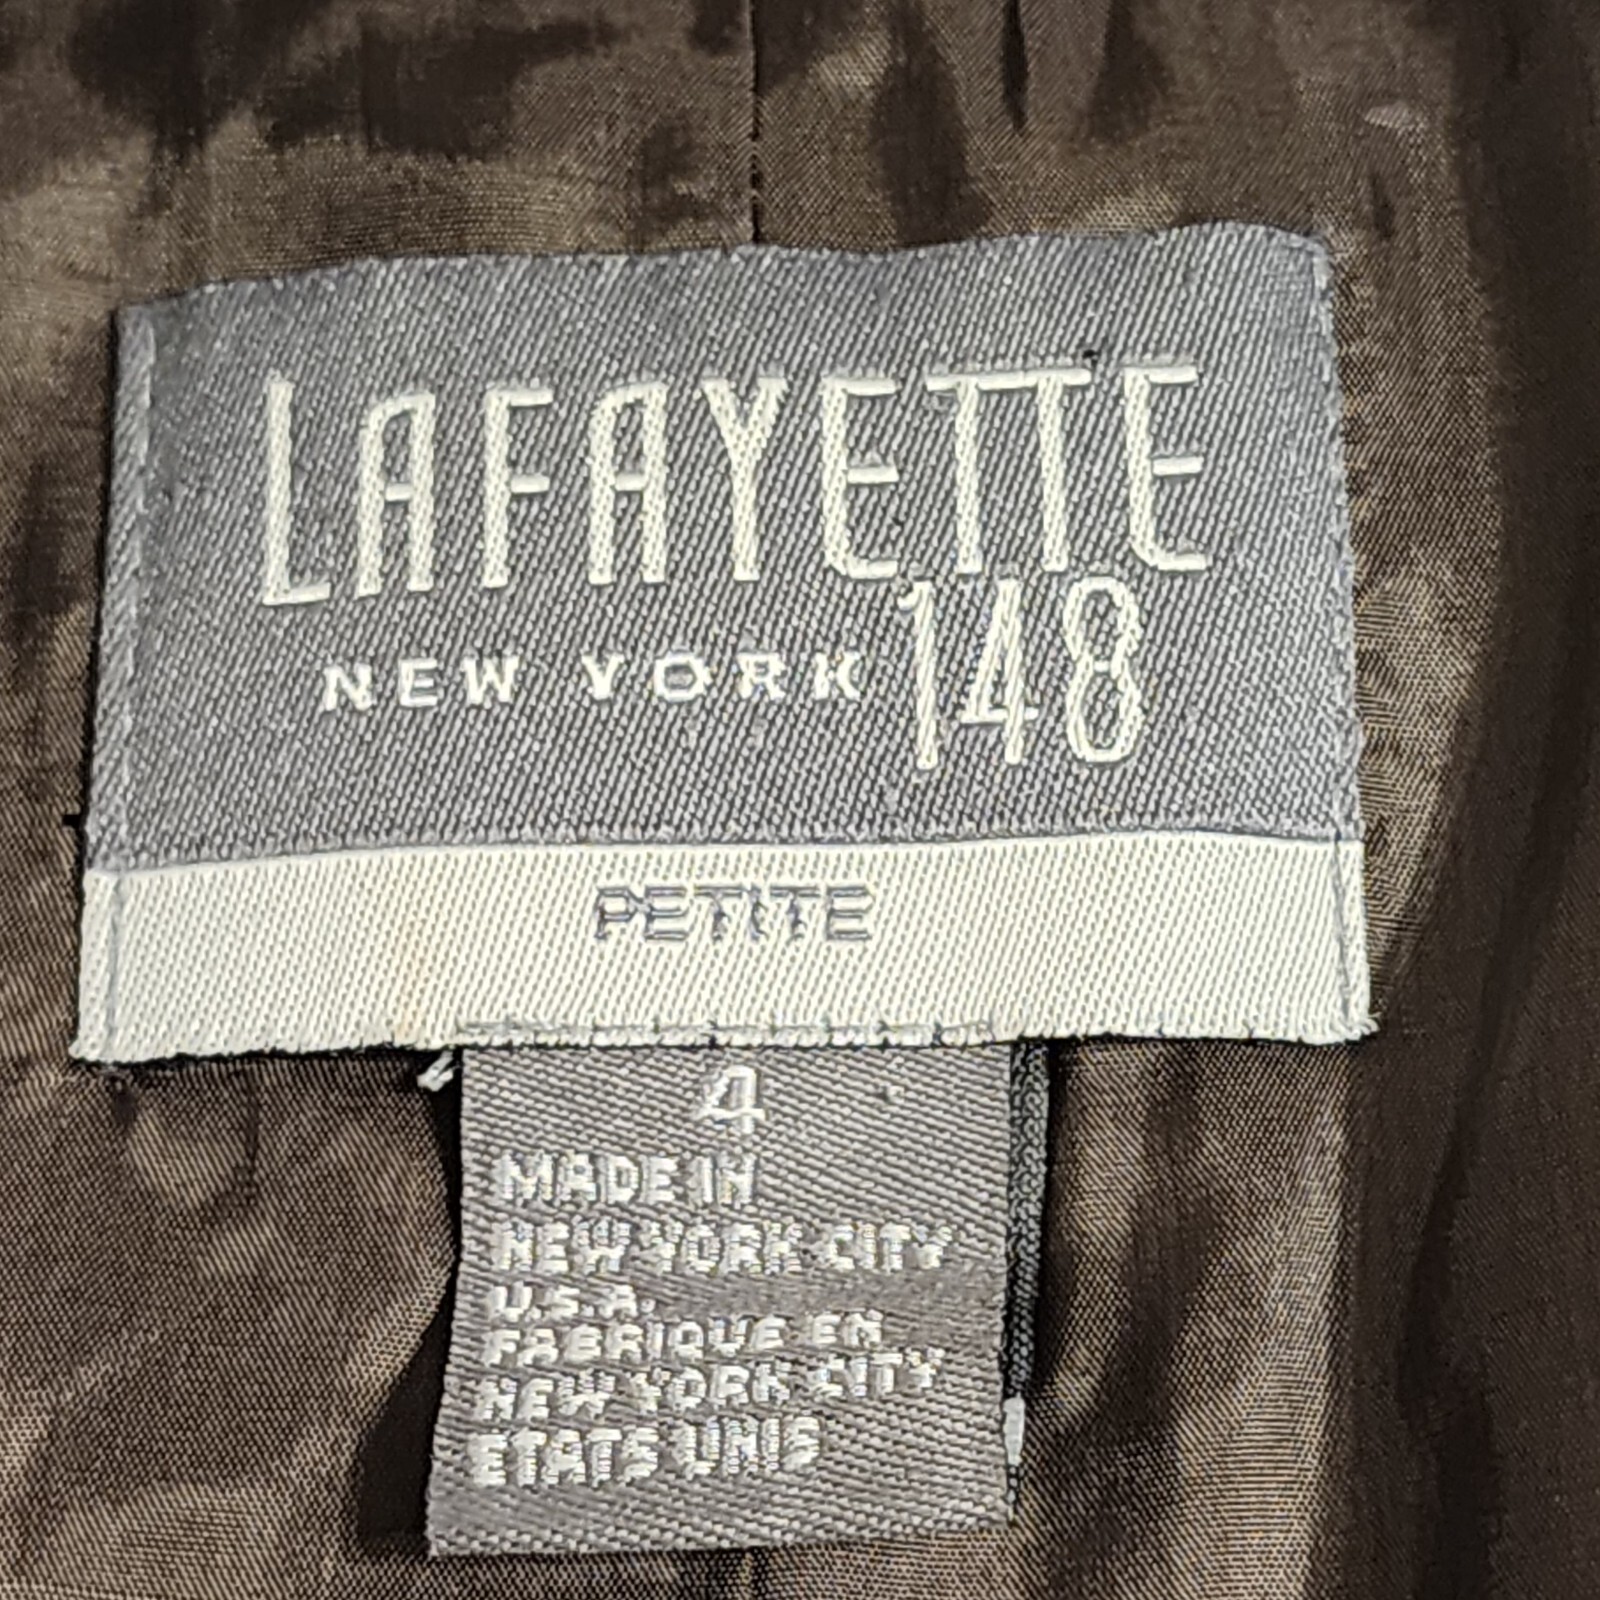 LAFAYETTE
NEW YORK 148
PETITE
4
MADE IN
NEW YORK CITY
U.S.A.
FABRIQUE EN
NEW YORK CITY
ETATS UNIS